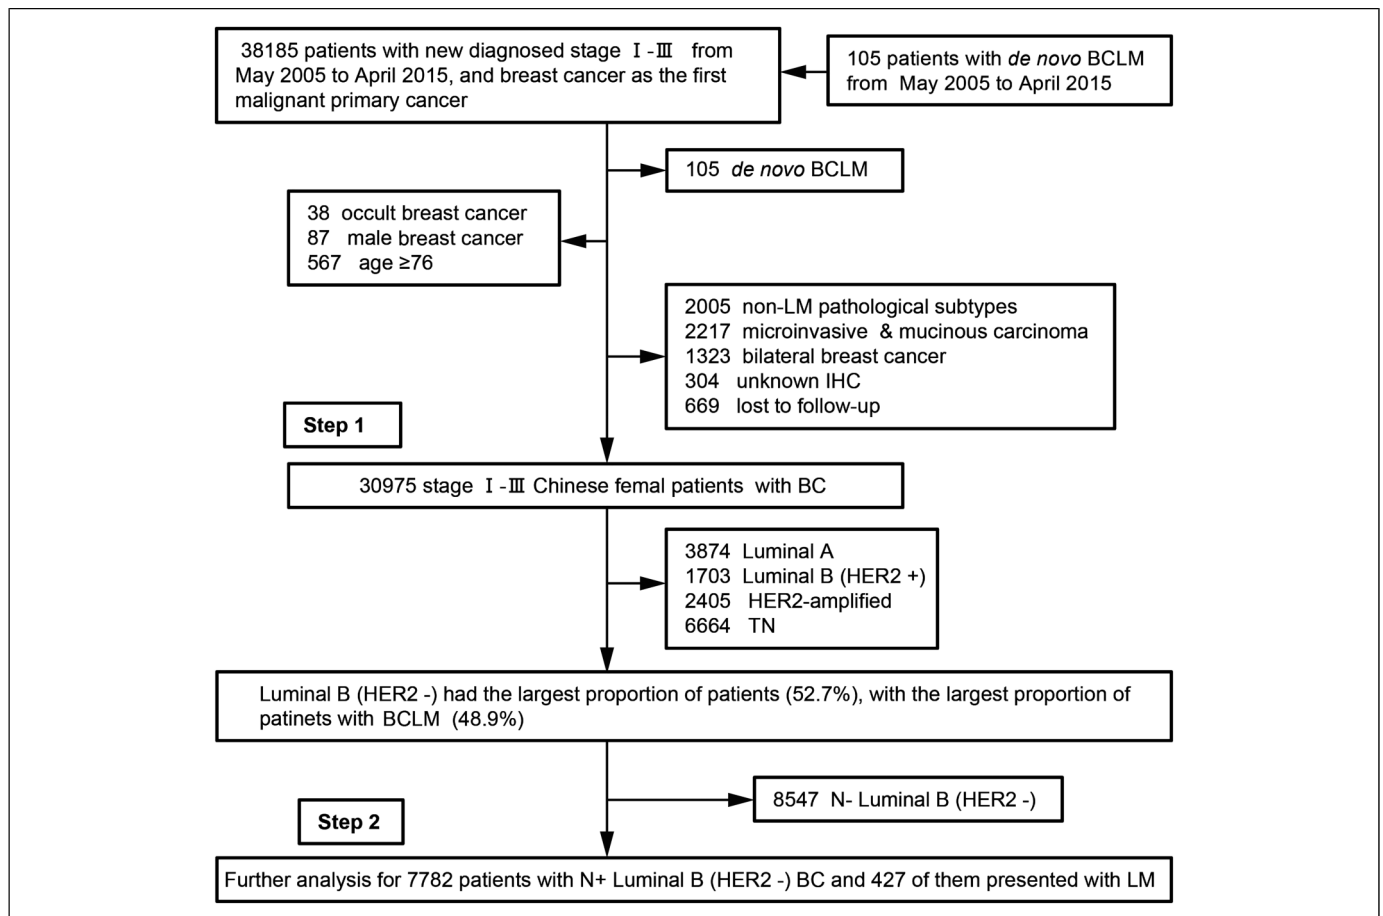 38185 patients with new diagnosed stage Ⅰ-Ⅲ from
May 2005 to April 2015, and breast cancer as the first
malignant primary cancer
105 patients with de novo BCLM
from May 2005 to April 2015
105 de novo BCLM
38 occult breast cancer
87 male breast cancer
567 age ≥76
2005 non-LM pathological subtypes
2217 microinvasive & mucinous carcinoma
1323 bilateral breast cancer
304 unknown IHC
669 lost to follow-up
Step 1
30975 stage Ⅰ-Ⅲ Chinese femal patients with BC
3874 Luminal A
1703 Luminal B (HER2 +)
2405 HER2-amplified
6664 TN
Luminal B (HER2 -) had the largest proportion of patients (52.7%), with the largest proportion of
patinets with BCLM (48.9%)
8547 N- Luminal B (HER2 -)
Step 2
Further analysis for 7782 patients with N+ Luminal B (HER2 -) BC and 427 of them presented with LM